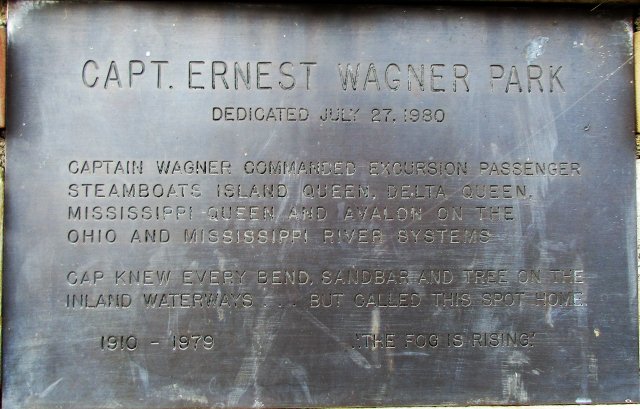 CAPT. ERNEST WAGNER PARK
DEDICATED JULY 27, 1980
CAPTAIN WAGNER COMMANDED EXCURSION PASSENGER
STEAMBOATS ISLAND QUEEN, DELTA QUEEN,
MISSISSIPPI QUEEN AND AVALON ON THE
OHIO AND MISSISSIPPI RIVER SYSTEMS
CAP KNEW EVERY BEND, SANDBAR AND TREE ON THE
INLAND WATERWAYS . . . BUT CALLED THIS SPOT HOME.
1910 - 1979 "THE FOG IS RISING"